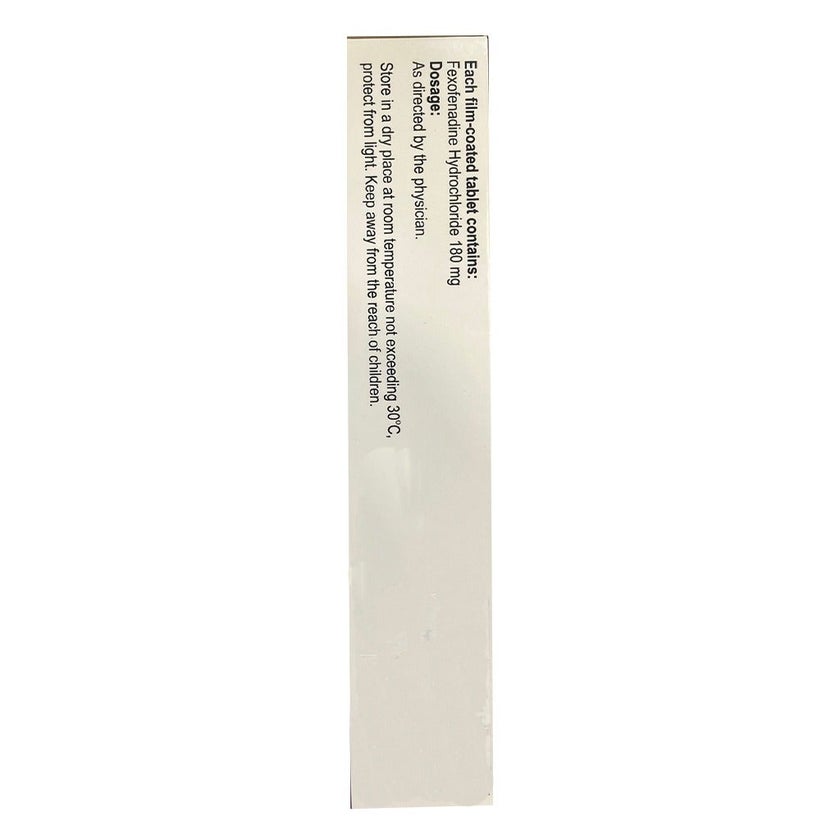 Each film-coated tablet contains:
Fexofenadine Hydrochloride 180 mg
Dosage:
As directed by the physician.
Store in a dry place at room temperature not exceeding 30°C,
protect from light. Keep away from the reach of children.